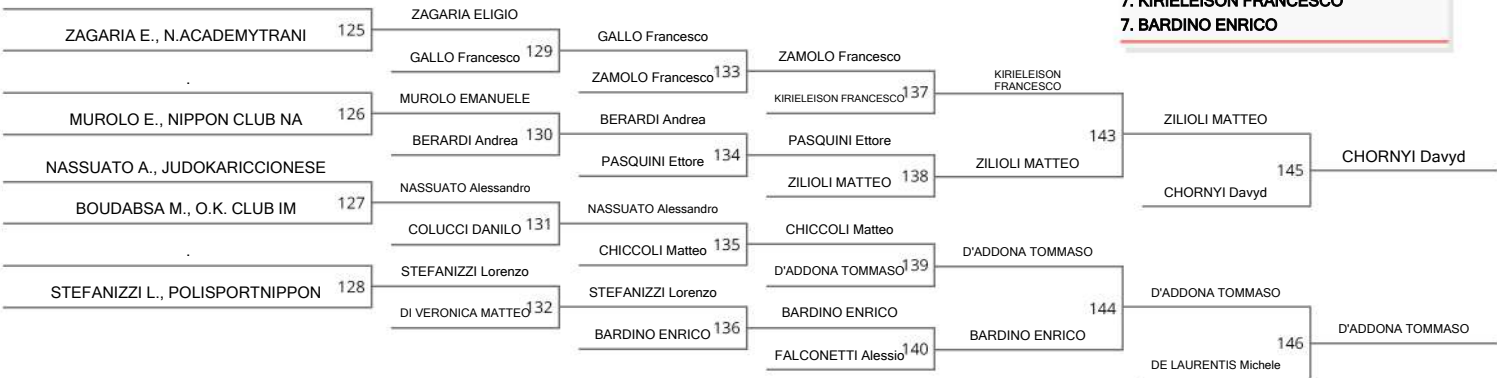 7. KIRIELEISON FRANCESCO
7. BARDINO ENRICO
ZAGARIA E., N.ACADEMYTRANI
125
.
MUROLO E., NIPPON CLUB NA
126
NASSUATO A., JUDOKARICCIONESE
BOUDABSA M., O.K. CLUB IM
127
.
STEFANIZZI L., POLISPORTNIPPON
128
ZAGARIA ELIGIO
GALLO Francesco
129
MUROLO EMANUELE
BERARDI Andrea
130
NASSUATO Alessandro
COLUCCI DANILO
131
STEFANIZZI Lorenzo
DI VERONICA MATTEO
132
GALLO Francesco
ZAMOLO Francesco
133
BERARDI Andrea
PASQUINI Ettore
134
NASSUATO Alessandro
CHICCOLI Matteo
135
STEFANIZZI Lorenzo
BARDINO ENRICO
136
ZAMOLO Francesco
KIRIELEISON FRANCESCO
137
PASQUINI Ettore
ZILIOLI MATTEO
138
CHICCOLI Matteo
D'ADDONA TOMMASO
139
BARDINO ENRICO
FALCONETTI Alessio
140
KIRIELEISON
FRANCESCO
143
ZILIOLI MATTEO
D'ADDONA TOMMASO
144
BARDINO ENRICO
ZILIOLI MATTEO
145
CHORNYI Davyd
D'ADDONA TOMMASO
146
DE LAURENTIS Michele
CHORNYI Davyd
D'ADDONA TOMMASO